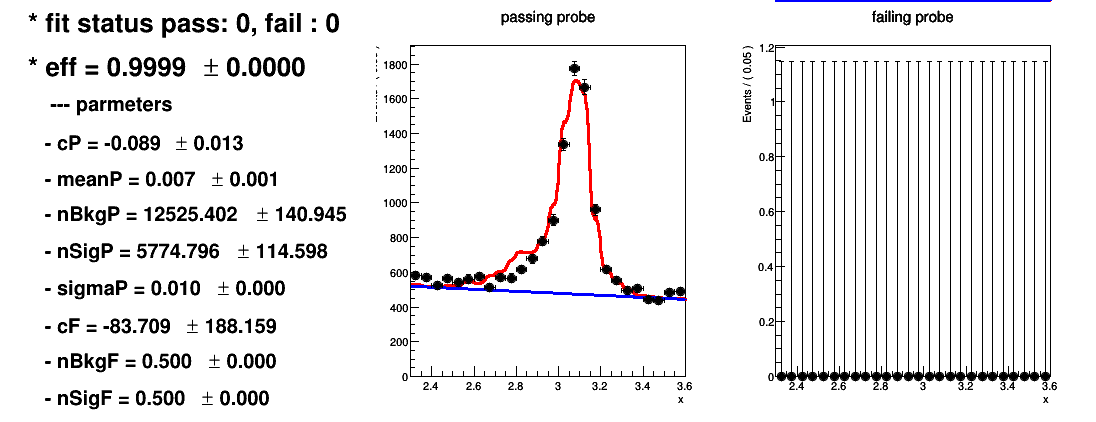 * fit status pass: 0, fail : 0
* eff = 0.9999 ± 0.0000
--- parmeters
- cP = -0.089 ± 0.013
- meanP = 0.007 ± 0.001
- nBkgP = 12525.402 ± 140.945
- nSigP = 5774.796 ± 114.598
- sigmaP = 0.010 ± 0.000
- cF = -83.709 ± 188.159
- nBkgF = 0.500 ± 0.000
- nSigF = 0.500 ± 0.000
passing probe
1800
1600
1400
1200
1000
800
600
400
200
0
2.4 2.6 2.8 3 3.2 3.4 3.6
x
failing probe
Events / ( 0.05 )
1.2
1
0.8
0.6
0.4
0.2
0
2.4 2.6 2.8 3 3.2 3.4 3.6
x